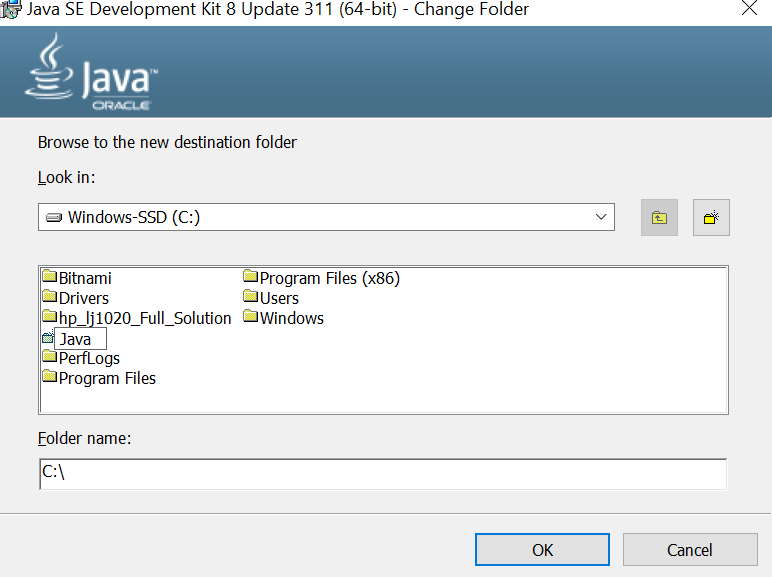 Java SE Development Kit 8 Update 311 (64-bit) - Change Folder
Java™
ORACLE
Browse to the new destination folder
Look in:
Windows-SSD (C:)
Bitnami
Drivers
hp_lj1020_Full_Solution
Java
PerfLogs
Program Files
Program Files (x86)
Users
Windows
Folder name:
C:\
OK
Cancel